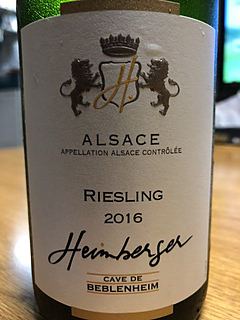 H
ALSACE
APPELLATION ALSACE CONTRÔLÉE
RIESLING
2016
Heimberger
CAVE DE
BEBLENHEIM